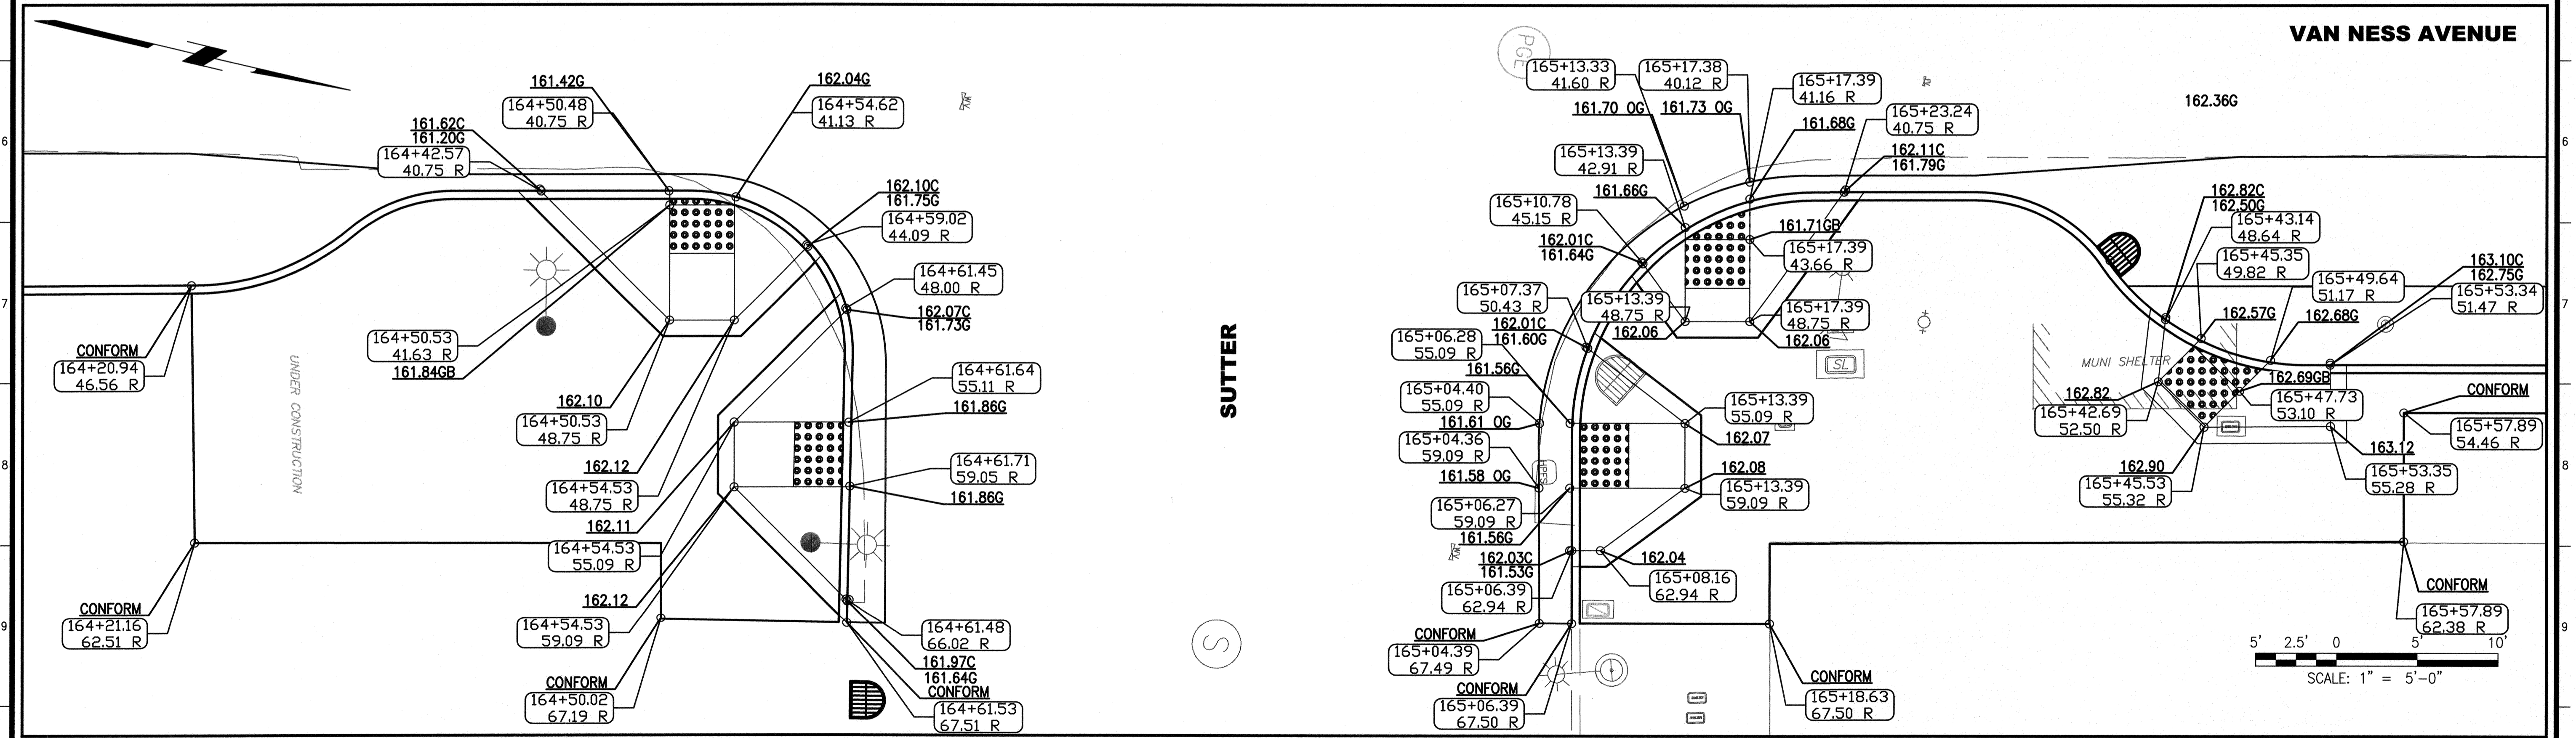 VAN NESS AVENUE
PGE
161.42G
164+50.48
40.75 R
162.04G
164+54.62
41.13 R
161.62C
161.20G
164+42.57
40.75 R
162.10C
161.75G
164+59.02
44.09 R
164+61.45
48.00 R
162.07C
161.73G
164+50.53
41.63 R
161.84GB
CONFORM
164+20.94
46.56 R
UNDER CONSTRUCTION
162.10
164+50.53
48.75 R
164+61.64
55.11 R
161.86G
162.12
164+54.53
48.75 R
164+61.71
59.05 R
161.86G
162.11
164+54.53
55.09 R
162.12
164+54.53
59.09 R
CONFORM
164+21.16
62.51 R
CONFORM
164+50.02
67.19 R
164+61.48
66.02 R
161.97C
161.64G
CONFORM
164+61.53
67.51 R
SUTTER
S
165+13.33
41.60 R
161.70 OG
165+17.38
40.12 R
161.73 OG
165+17.39
41.16 R
161.68G
165+23.24
40.75 R
162.11C
161.79G
162.36G
165+13.39
42.91 R
161.66G
165+10.78
45.15 R
162.01C
161.64G
161.71GB
165+17.39
43.66 R
165+07.37
50.43 R
162.01C
161.60G
165+13.39
48.75 R
162.06
165+17.39
48.75 R
162.06
SL
165+06.28
55.09 R
161.56G
165+04.40
55.09 R
161.61 OG
165+04.36
59.09 R
161.58 OG
HPFS
165+13.39
55.09 R
162.07
162.08
165+13.39
59.09 R
165+06.27
59.09 R
161.56G
162.03C
161.53G
165+06.39
62.94 R
162.04
165+08.16
62.94 R
CONFORM
165+04.39
67.49 R
CONFORM
165+06.39
67.50 R
CONFORM
165+18.63
67.50 R
162.82C
162.50G
165+43.14
48.64 R
165+45.35
49.82 R
162.57G
165+49.64
51.17 R
162.68G
163.10C
162.75G
165+53.34
51.47 R
MUNI SHELTER
162.82
165+42.69
52.50 R
162.69GB
165+47.73
53.10 R
162.90
165+45.53
55.32 R
163.12
165+53.35
55.28 R
CONFORM
165+57.89
54.46 R
CONFORM
165+57.89
62.38 R
5' 2.5' 0 5' 10'
SCALE: 1" = 5'-0"
6
7
8
9
6
7
8
9